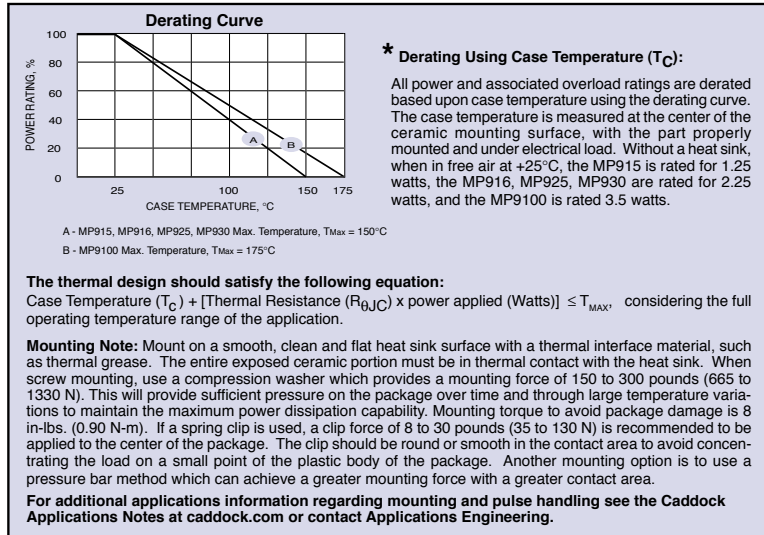 Derating Curve
100
80
60
40
20
0
POWER RATING, %
A
B
25
100
150
175
CASE TEMPERATURE, °C
A - MP915, MP916, MP925, MP930 Max. Temperature, TMax = 150°C
B - MP9100 Max. Temperature, TMax = 175°C
* Derating Using Case Temperature (TC):
All power and associated overload ratings are derated
based upon case temperature using the derating curve.
The case temperature is measured at the center of the
ceramic mounting surface, with the part properly
mounted and under electrical load. Without a heat sink,
when in free air at +25°C, the MP915 is rated for 1.25
watts, the MP916, MP925, MP930 are rated for 2.25
watts, and the MP9100 is rated 3.5 watts.
The thermal design should satisfy the following equation:
Case Temperature (TC) + [Thermal Resistance (RθJC) x power applied (Watts)] ≤ TMAX, considering the full
operating temperature range of the application.
Mounting Note: Mount on a smooth, clean and flat heat sink surface with a thermal interface material, such
as thermal grease. The entire exposed ceramic portion must be in thermal contact with the heat sink. When
screw mounting, use a compression washer which provides a mounting force of 150 to 300 pounds (665 to
1330 N). This will provide sufficient pressure on the package over time and through large temperature varia-
tions to maintain the maximum power dissipation capability. Mounting torque to avoid package damage is 8
in-lbs. (0.90 N-m). If a spring clip is used, a clip force of 8 to 30 pounds (35 to 130 N) is recommended to be
applied to the center of the package. The clip should be round or smooth in the contact area to avoid concen-
trating the load on a small point of the plastic body of the package. Another mounting option is to use a
pressure bar method which can achieve a greater mounting force with a greater contact area.
For additional applications information regarding mounting and pulse handling see the Caddock
Applications Notes at caddock.com or contact Applications Engineering.